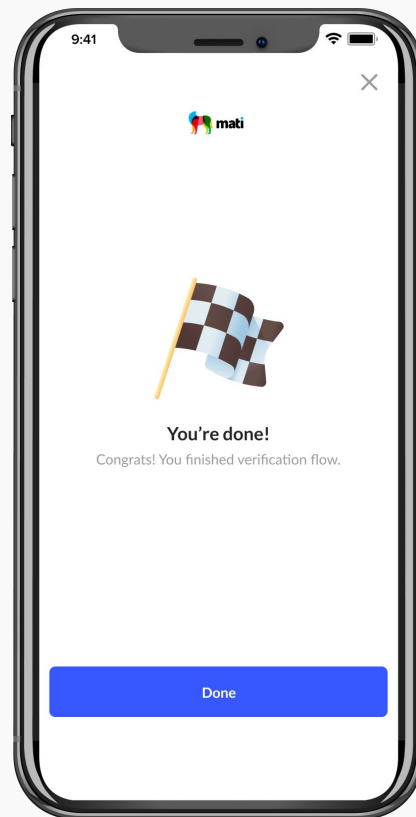 9:41
mati
You’re done!
Congrats! You finished verification flow.
Done